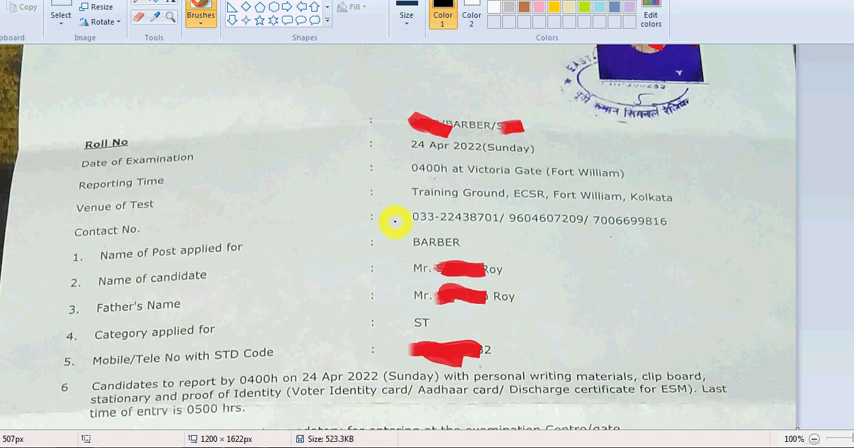 Tools
Resize
Rotate
Image
Select
Tools
Brushes
Shapes
Fill
Size
Color 1
Color 2
Colors
Edit colors
पूर्वी कमान सिगनल रेजिमेंट
Roll No : /BARBER/S
Date of Examination : 24 Apr 2022(Sunday)
Reporting Time : 0400h at Victoria Gate (Fort William)
Venue of Test : Training Ground, ECSR, Fort William, Kolkata
Contact No. : 033-22438701/ 9604607209/ 7006699816
1. Name of Post applied for : BARBER
2. Name of candidate : Mr. Roy
3. Father's Name : Mr. Roy
4. Category applied for : ST
5. Mobile/Tele No with STD Code : 32
6 Candidates to report by 0400h on 24 Apr 2022 (Sunday) with personal writing materials, clip board,
stationary and proof of Identity (Voter Identity card/ Aadhaar card/ Discharge certificate for ESM). Last
time of entry is 0500 hrs.
507px
1200 × 1622px
Size: 523.3KB
100%